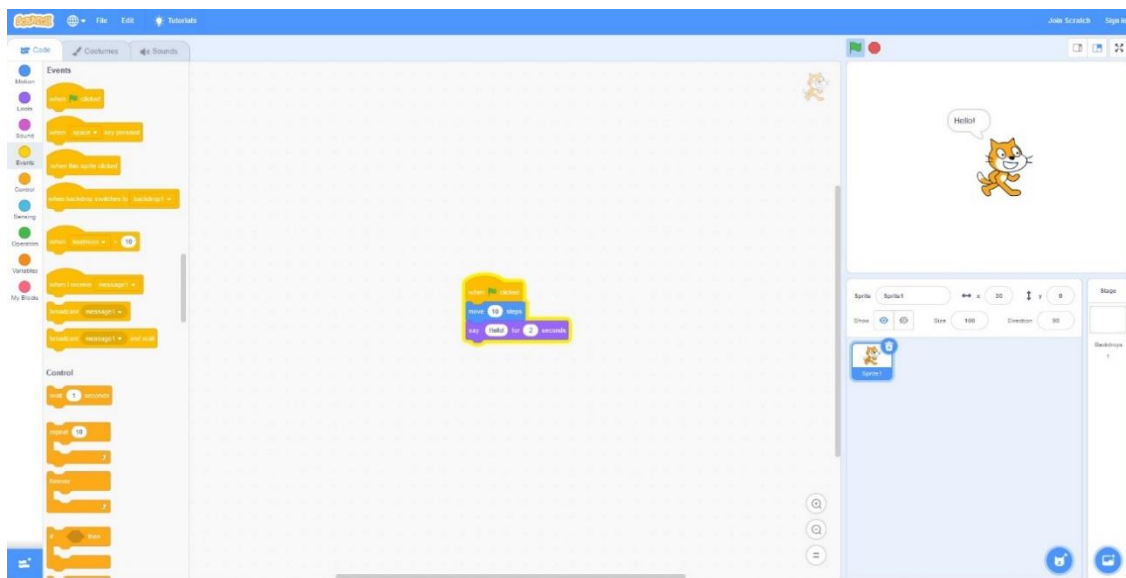 SCRATCH
File Edit Tutorials
Join Scratch Sign in
Code Costumes Sounds
Motion
Looks
Sound
Events
Control
Sensing
Operators
Variables
My Blocks
Events
when clicked
when space key pressed
when this sprite clicked
when backdrop switches to backdrop1
when loudness > 10
when I receive message1
broadcast message1
broadcast message1 and wait
Control
wait 1 seconds
repeat 10
forever
if then
when clicked
move 10 steps
say Hello! for 2 seconds
Hello!
Sprite Sprite1 x 30 y 0
Show Size 100 Direction 90
Sprite1
Stage
Backdrops
1